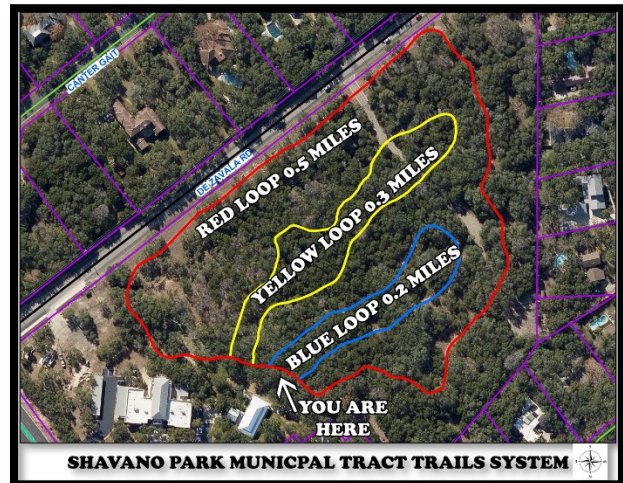 CANTER GAIT
DE ZAVALA RD
RED LOOP 0.5 MILES
YELLOW LOOP 0.3 MILES
BLUE LOOP 0.2 MILES
YOU ARE
HERE
SHAVANO PARK MUNICPAL TRACT TRAILS SYSTEM